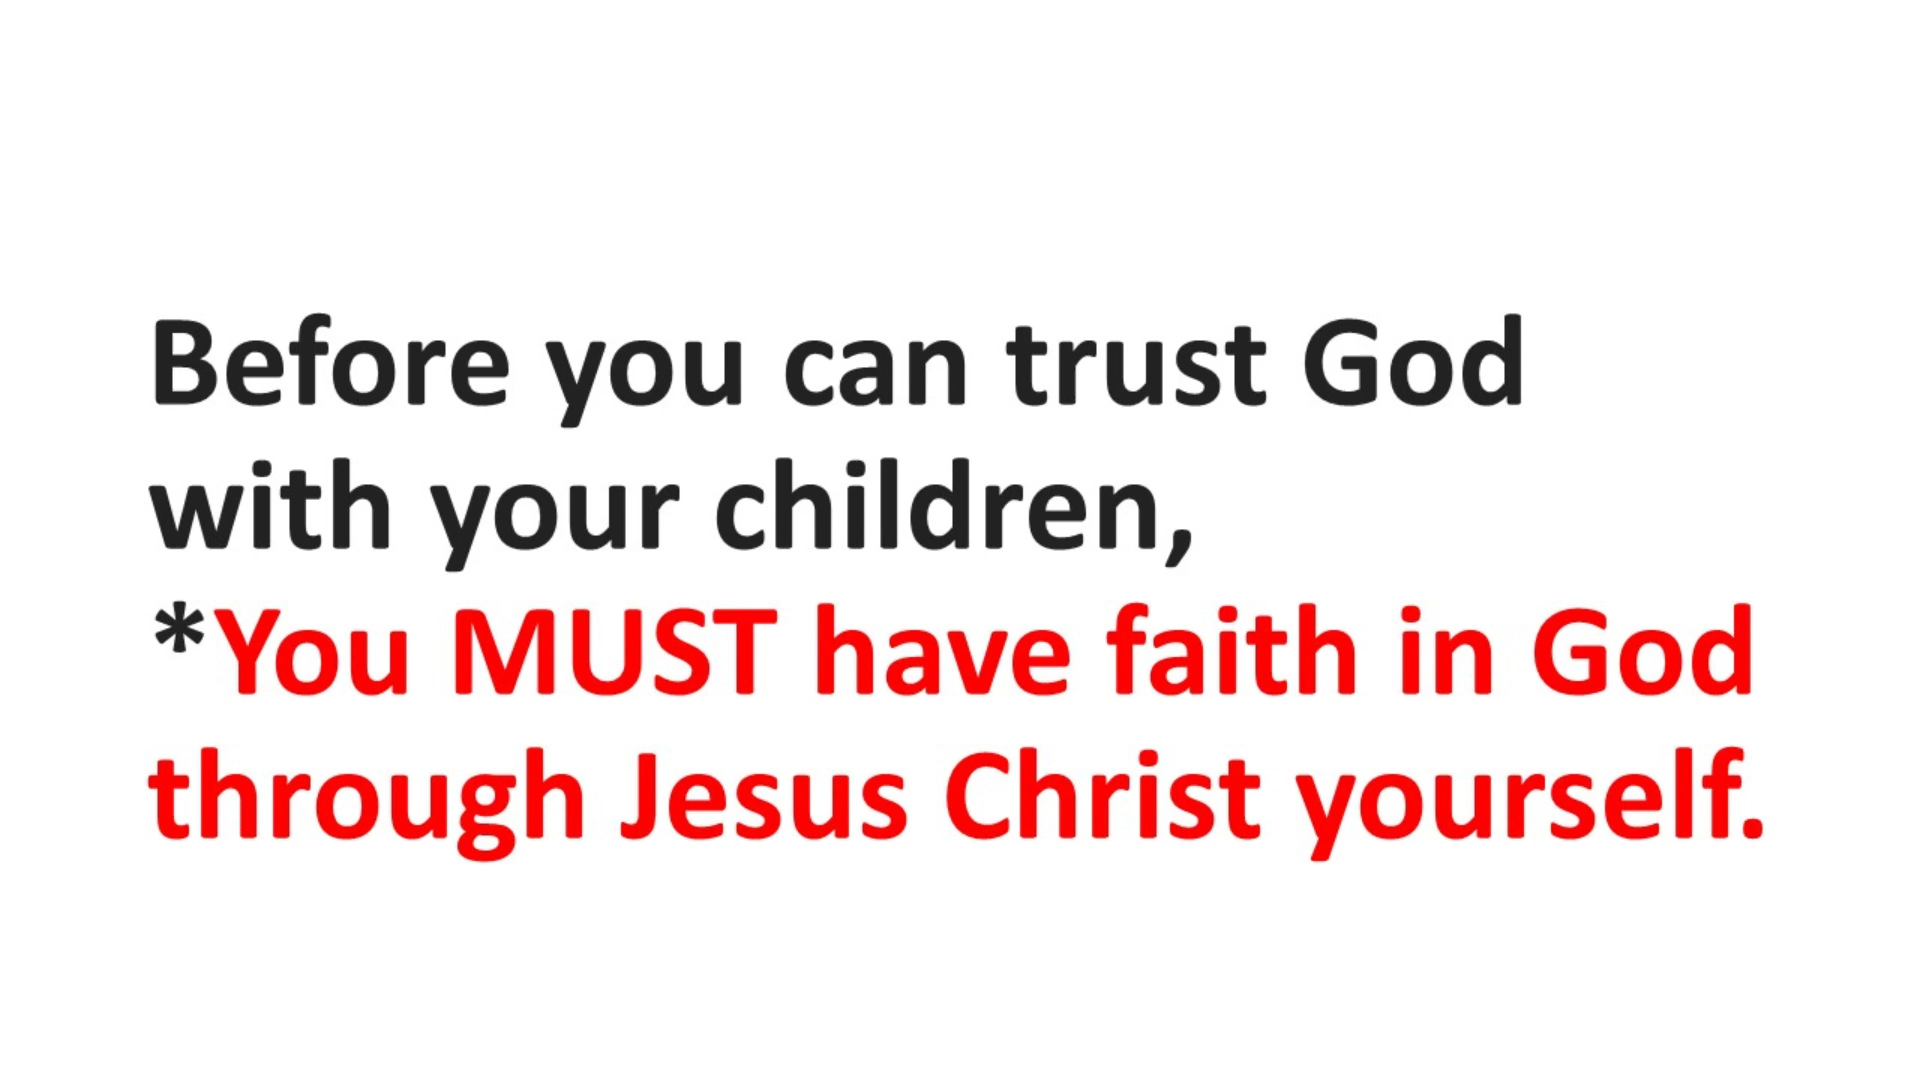 Before you can trust God
with your children,
*You MUST have faith in God
through Jesus Christ yourself.